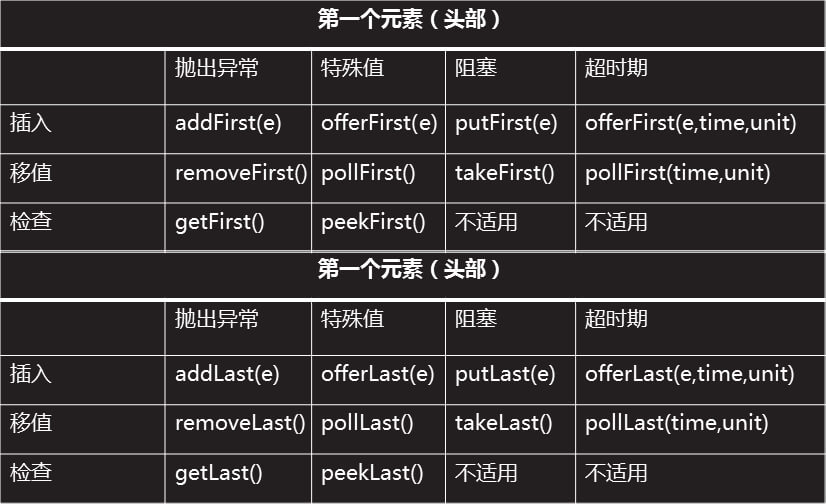 第一个元素（头部）
抛出异常 特殊值 阻塞 超时期
插入 addFirst(e) offerFirst(e) putFirst(e) offerFirst(e,time,unit)
移值 removeFirst() pollFirst() takeFirst() pollFirst(time,unit)
检查 getFirst() peekFirst() 不适用 不适用
第一个元素（头部）
抛出异常 特殊值 阻塞 超时期
插入 addLast(e) offerLast(e) putLast(e) offerLast(e,time,unit)
移值 removeLast() pollLast() takeLast() pollLast(time,unit)
检查 getLast() peekLast() 不适用 不适用